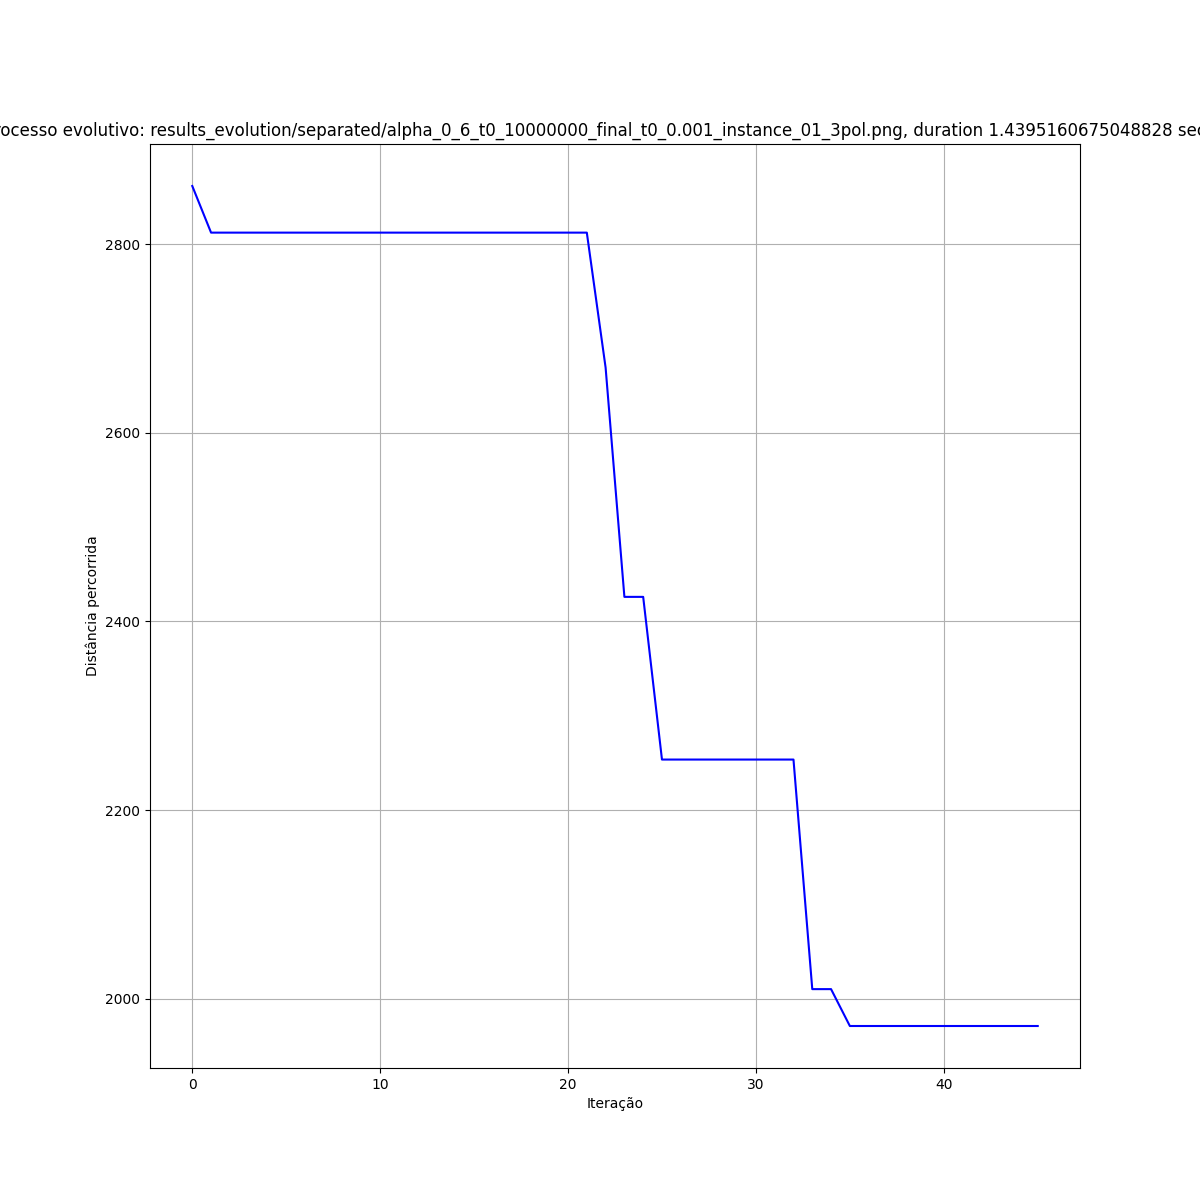 ocesso evolutivo: results_evolution/separated/alpha_0_6_t0_10000000_final_t0_0.001_instance_01_3pol.png, duration 1.4395160675048828 sec
2800
2600
2400
2200
2000
Distância percorrida
0 10 20 30 40
Iteração